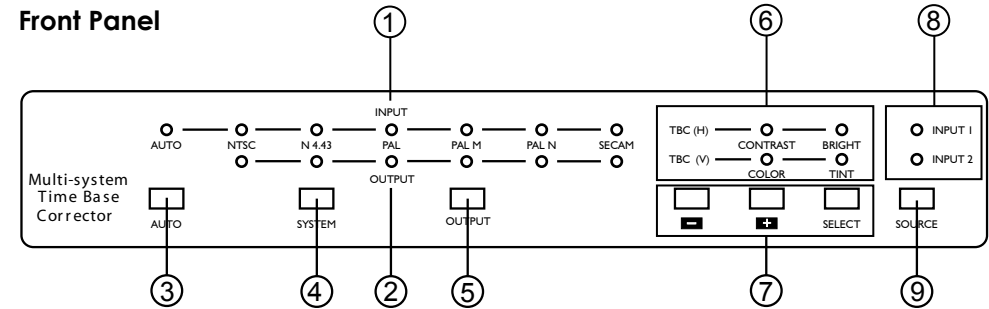 Front Panel
1
6
8
INPUT
AUTO NTSC N 4.43 PAL PAL M PAL N SECAM
OUTPUT
TBC (H) CONTRAST BRIGHT
TBC (V) COLOR TINT
INPUT 1
INPUT 2
Multi-system
Time Base
Corrector
AUTO
SYSTEM
OUTPUT
-
+
SELECT
SOURCE
3
4
2
5
7
9